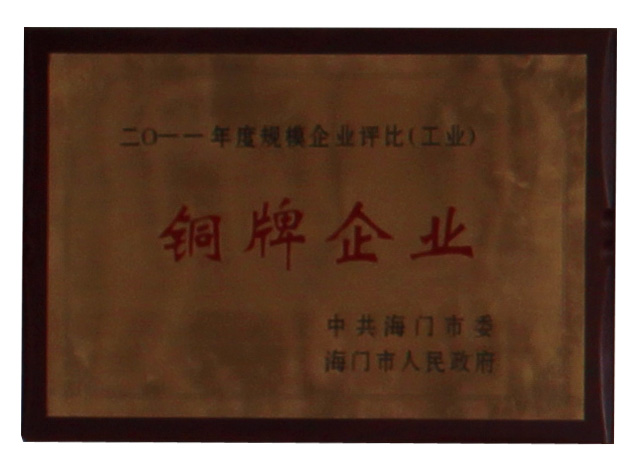 二〇一一年度规模企业评比(工业)
铜牌企业
中共海门市委
海门市人民政府